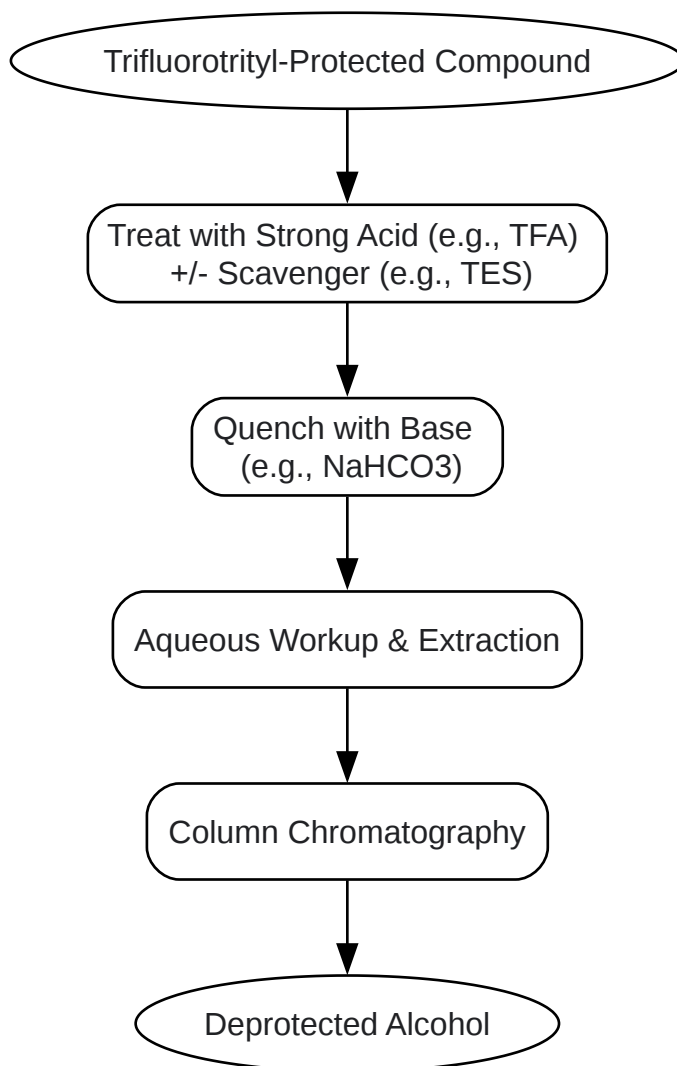 Trifluorotrityl-Protected Compound
Treat with Strong Acid (e.g., TFA)
+/- Scavenger (e.g., TES)
Quench with Base
(e.g., NaHCO3)
Aqueous Workup & Extraction
Column Chromatography
Deprotected Alcohol